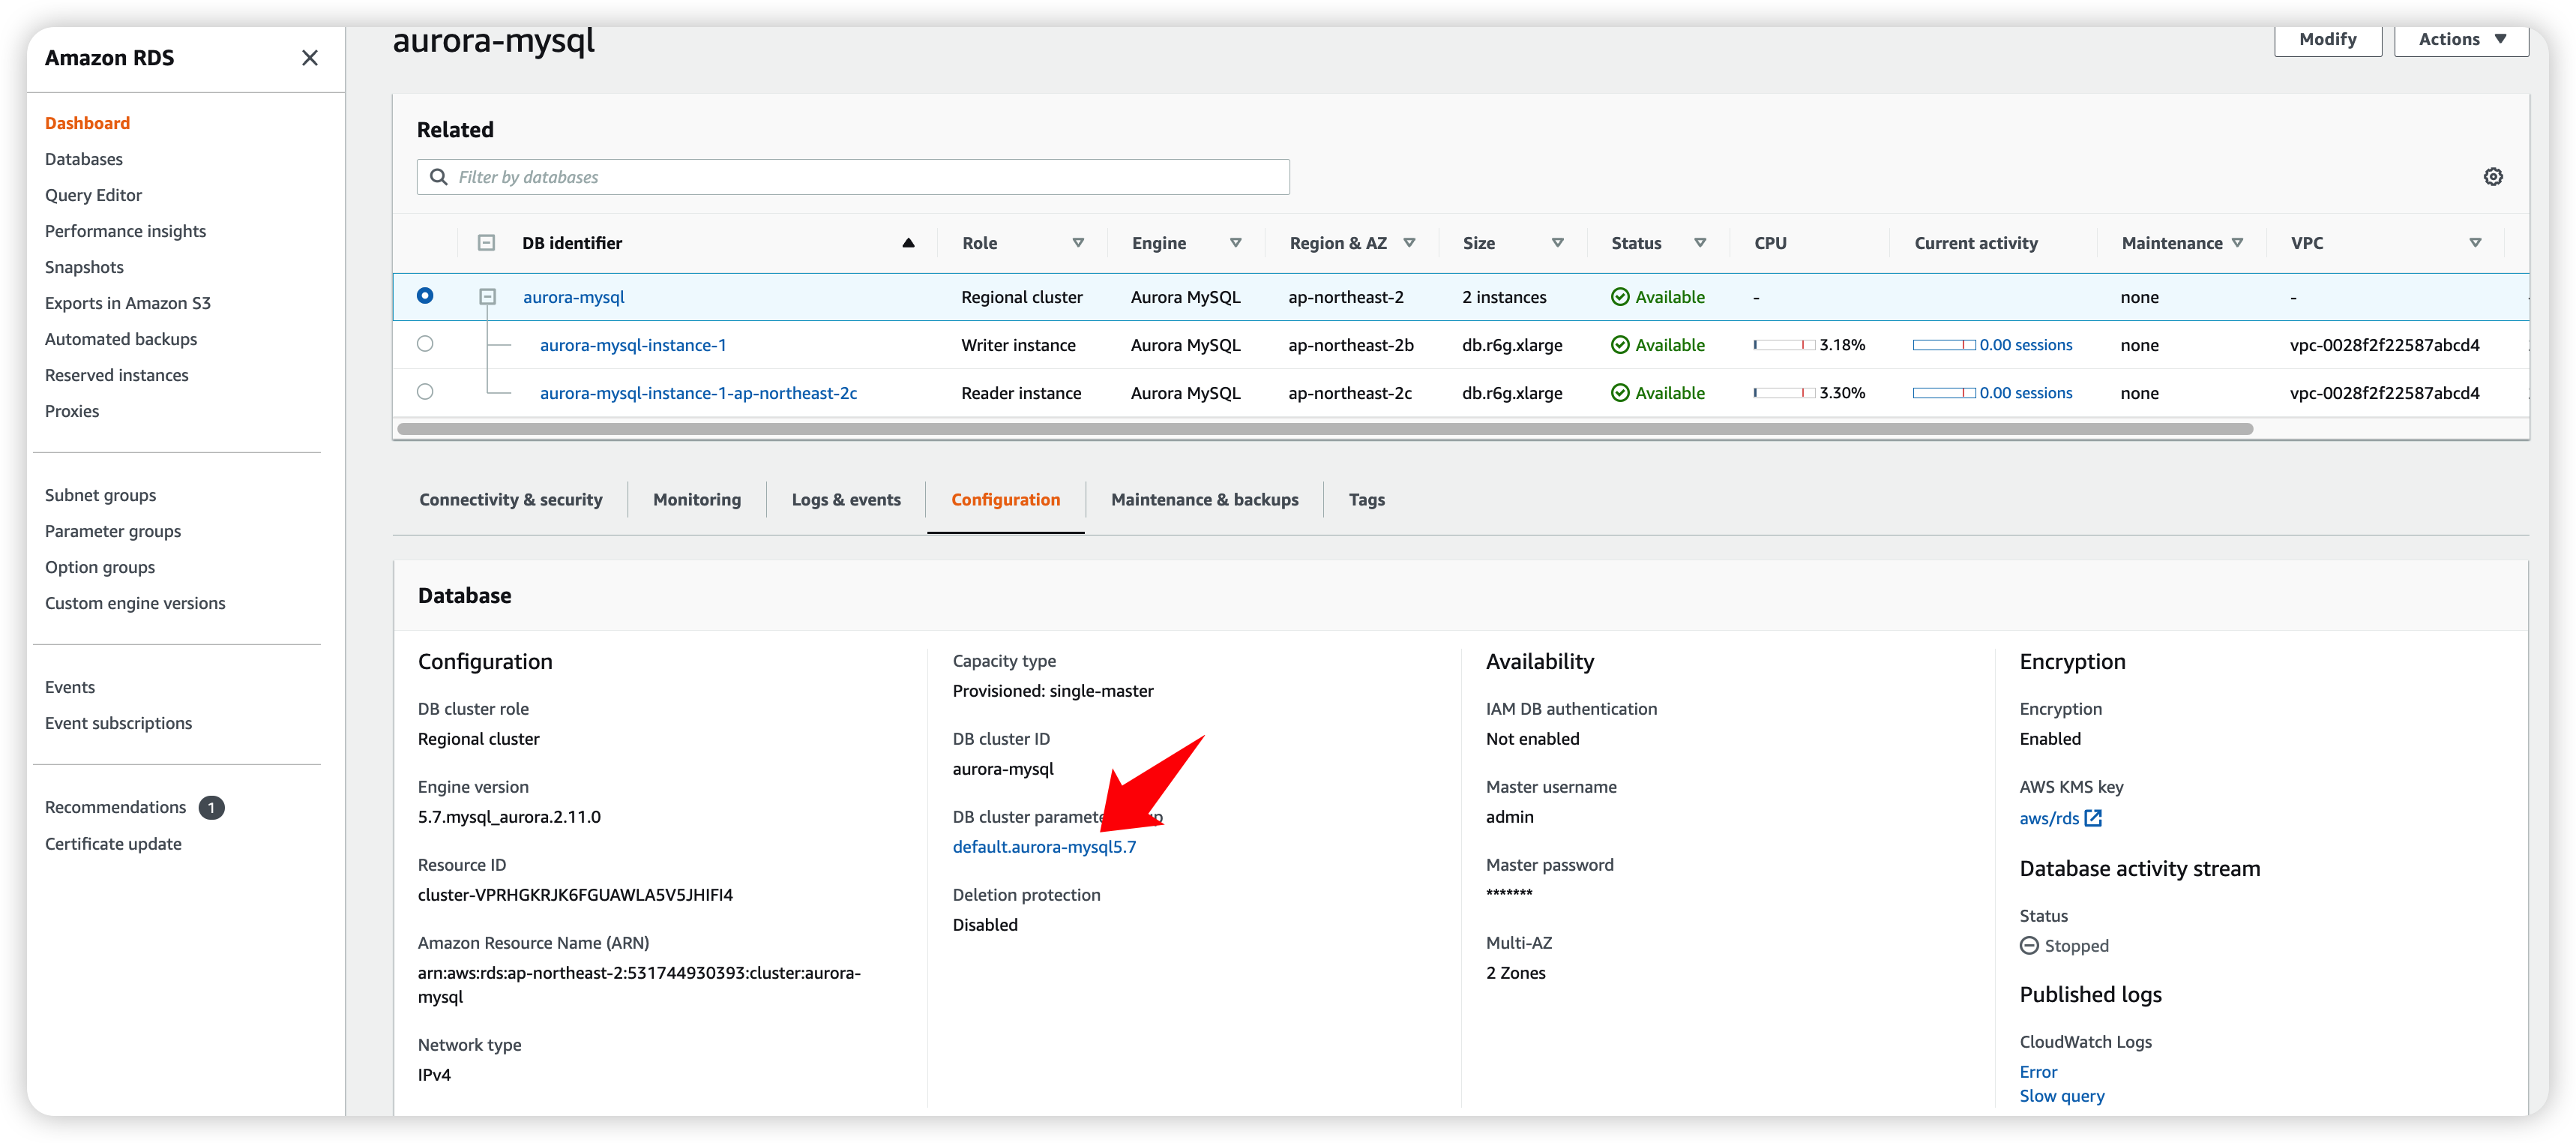 Amazon RDS
Dashboard
Databases
Query Editor
Performance insights
Snapshots
Exports in Amazon S3
Automated backups
Reserved instances
Proxies
Subnet groups
Parameter groups
Option groups
Custom engine versions
Events
Event subscriptions
Recommendations 1
Certificate update
aurora-mysql
Modify
Actions
Related
Filter by databases
DB identifier Role Engine Region & AZ Size Status CPU Current activity Maintenance VPC
aurora-mysql Regional cluster Aurora MySQL ap-northeast-2 2 instances Available - none -
aurora-mysql-instance-1 Writer instance Aurora MySQL ap-northeast-2b db.r6g.xlarge Available 3.18% 0.00 sessions none vpc-0028f2f22587abcd4
aurora-mysql-instance-1-ap-northeast-2c Reader instance Aurora MySQL ap-northeast-2c db.r6g.xlarge Available 3.30% 0.00 sessions none vpc-0028f2f22587abcd4
Connectivity & security Monitoring Logs & events Configuration Maintenance & backups Tags
Database
Configuration
DB cluster role
Regional cluster
Engine version
5.7.mysql_aurora.2.11.0
Resource ID
cluster-VPRHGKRJK6FGUAWLA5V5JHIFI4
Amazon Resource Name (ARN)
arn:aws:rds:ap-northeast-2:531744930393:cluster:aurora-
mysql
Network type
IPv4
Capacity type
Provisioned: single-master
DB cluster ID
aurora-mysql
DB cluster
default.aurora-mysql5.7
Deletion protection
Disabled
Availability
IAM DB authentication
Not enabled
Master username
admin
Master password
*******
Multi-AZ
2 Zones
Encryption
Encryption
Enabled
AWS KMS key
aws/rds
Database activity stream
Status
Stopped
Published logs
CloudWatch Logs
Error
Slow query